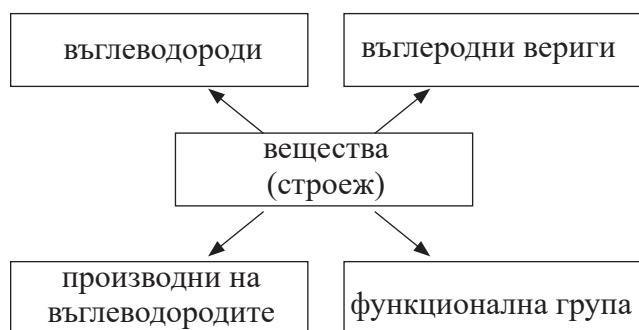 въглеводороди
въглеродни вериги
вещества
(строеж)
производни на
въглеводородите
функционална група